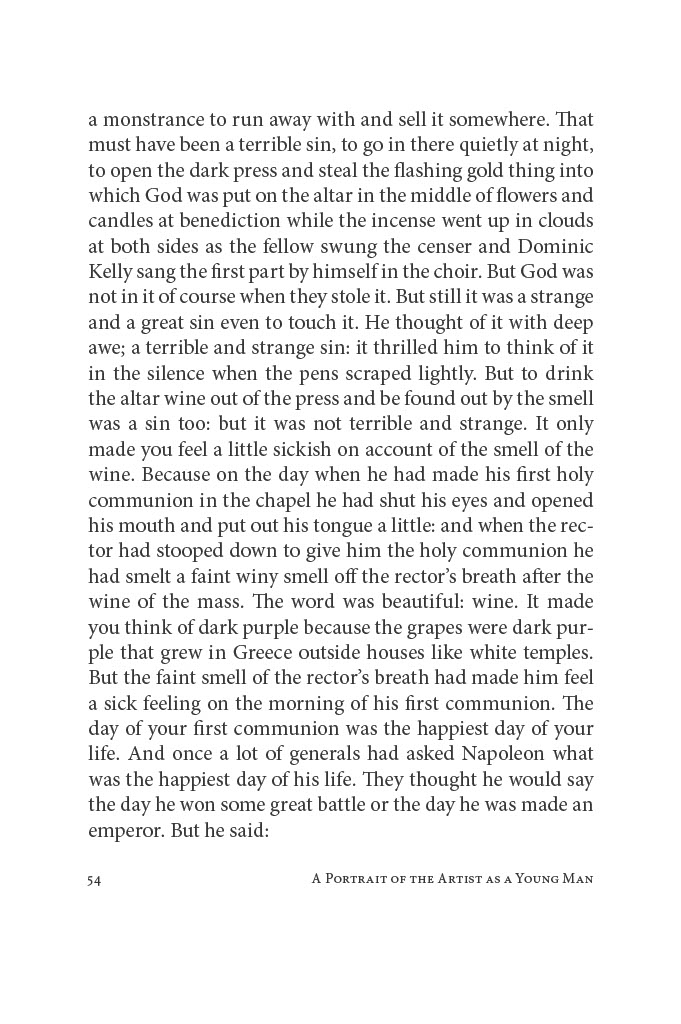 a monstrance to run away with and sell it somewhere. That
must have been a terrible sin, to go in there quietly at night,
to open the dark press and steal the flashing gold thing into
which God was put on the altar in the middle of flowers and
candles at benediction while the incense went up in clouds
at both sides as the fellow swung the censer and Dominic
Kelly sang the first part by himself in the choir. But God was
not in it of course when they stole it. But still it was a strange
and a great sin even to touch it. He thought of it with deep
awe; a terrible and strange sin: it thrilled him to think of it
in the silence when the pens scraped lightly. But to drink
the altar wine out of the press and be found out by the smell
was a sin too: but it was not terrible and strange. It only
made you feel a little sickish on account of the smell of the
wine. Because on the day when he had made his first holy
communion in the chapel he had shut his eyes and opened
his mouth and put out his tongue a little: and when the rec-
tor had stooped down to give him the holy communion he
had smelt a faint winy smell off the rector’s breath after the
wine of the mass. The word was beautiful: wine. It made
you think of dark purple because the grapes were dark pur-
ple that grew in Greece outside houses like white temples.
But the faint smell of the rector’s breath had made him feel
a sick feeling on the morning of his first communion. The
day of your first communion was the happiest day of your
life. And once a lot of generals had asked Napoleon what
was the happiest day of his life. They thought he would say
the day he won some great battle or the day he was made an
emperor. But he said:
54 A Portrait of the Artist as a Young Man